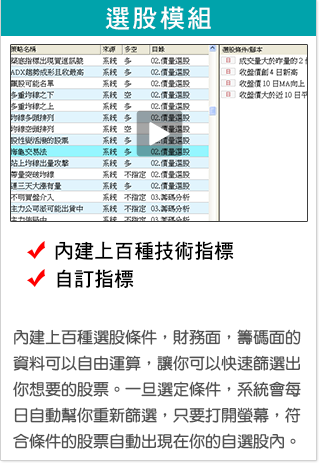 選股模組
策略名稱 來源 多空 目錄
築底指標出現買進訊號 系統 多 02.價量選股
ADX趨勢成形且收最高 系統 多 02.價量選股
飆股可能名單 系統 多 02.價量選股
多重均線之下 系統 空 02.價量選股
多重均線之上 系統 多 02.價量選股
均線多頭排列 系統 多 02.價量選股
均線空頭排列 系統 空 02.價量選股
股性變活潑的股票 系統 多 02.價量選股
海龜交易法 系統 多 02.價量選股
站上均線出量攻擊 系統 多 02.價量選股
帶量突破均線 系統 不指定 02.價量選股
連三天大漲有量 系統 多 02.價量選股
不明買盤介入 系統 不指定 03.籌碼分析
主力公司派可能出貨中 系統 不指定 03.籌碼分析
系統 不指定 03.籌碼分析
選股條件/腳本
成交量大於昨量的2
收盤價創4日新高
收盤價10日MA向上
收盤價大於近10日平
內建上百種技術指標
自訂指標
內建上百種選股條件，財務面，籌碼面的
資料可以自由運算，讓你可以快速篩選出
你想要的股票。一旦選定條件，系統會每
日自動幫你重新篩選，只要打開螢幕，符
合條件的股票自動出現在你的自選股內。